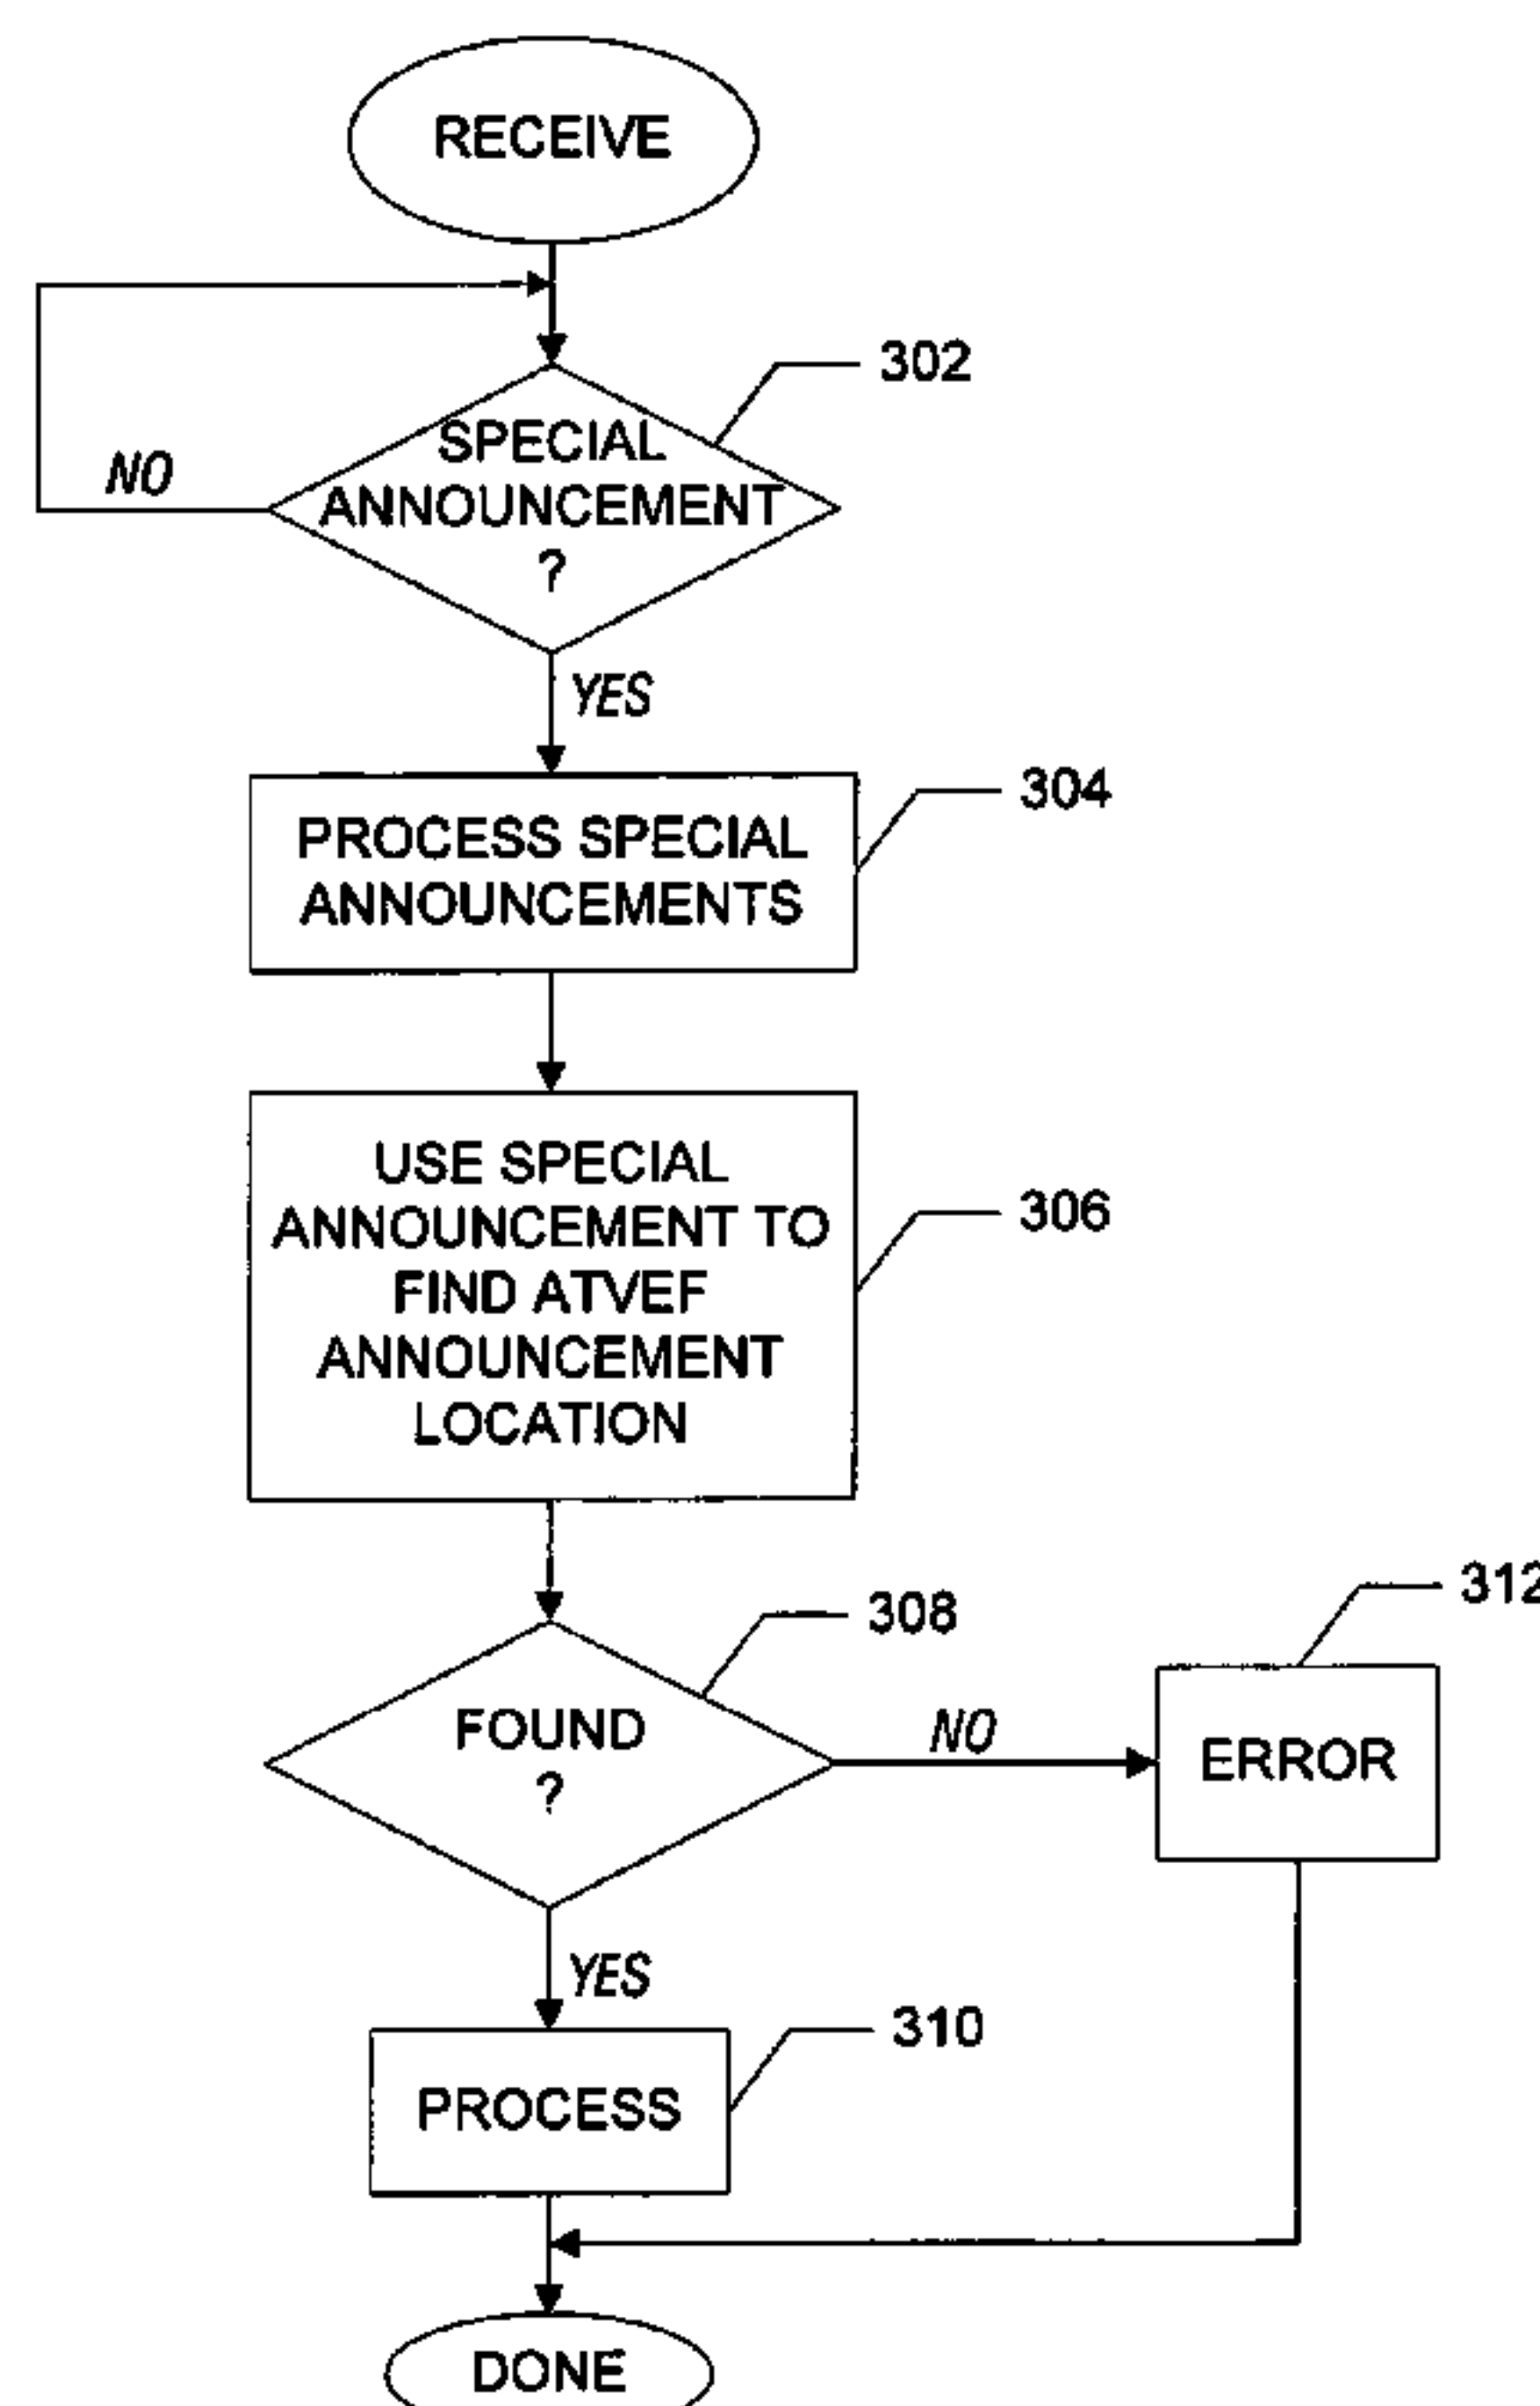 RECEIVE
302
SPECIAL
ANNOUNCEMENT
?
NO
YES
304
PROCESS SPECIAL
ANNOUNCEMENTS
USE SPECIAL
ANNOUNCEMENT TO
FIND ATVEF
ANNOUNCEMENT
LOCATION
306
308
FOUND
?
NO
312
ERROR
YES
310
PROCESS
DONE